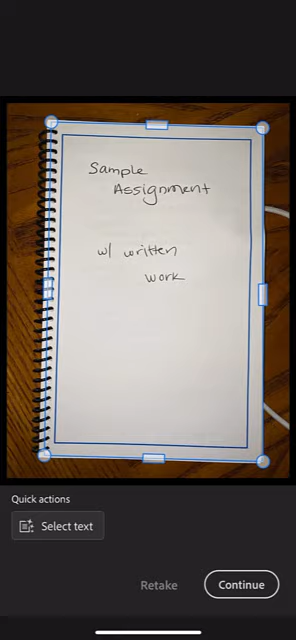 Sample
Assignment
w/ written
work
Quick actions
Select text
Retake
Continue